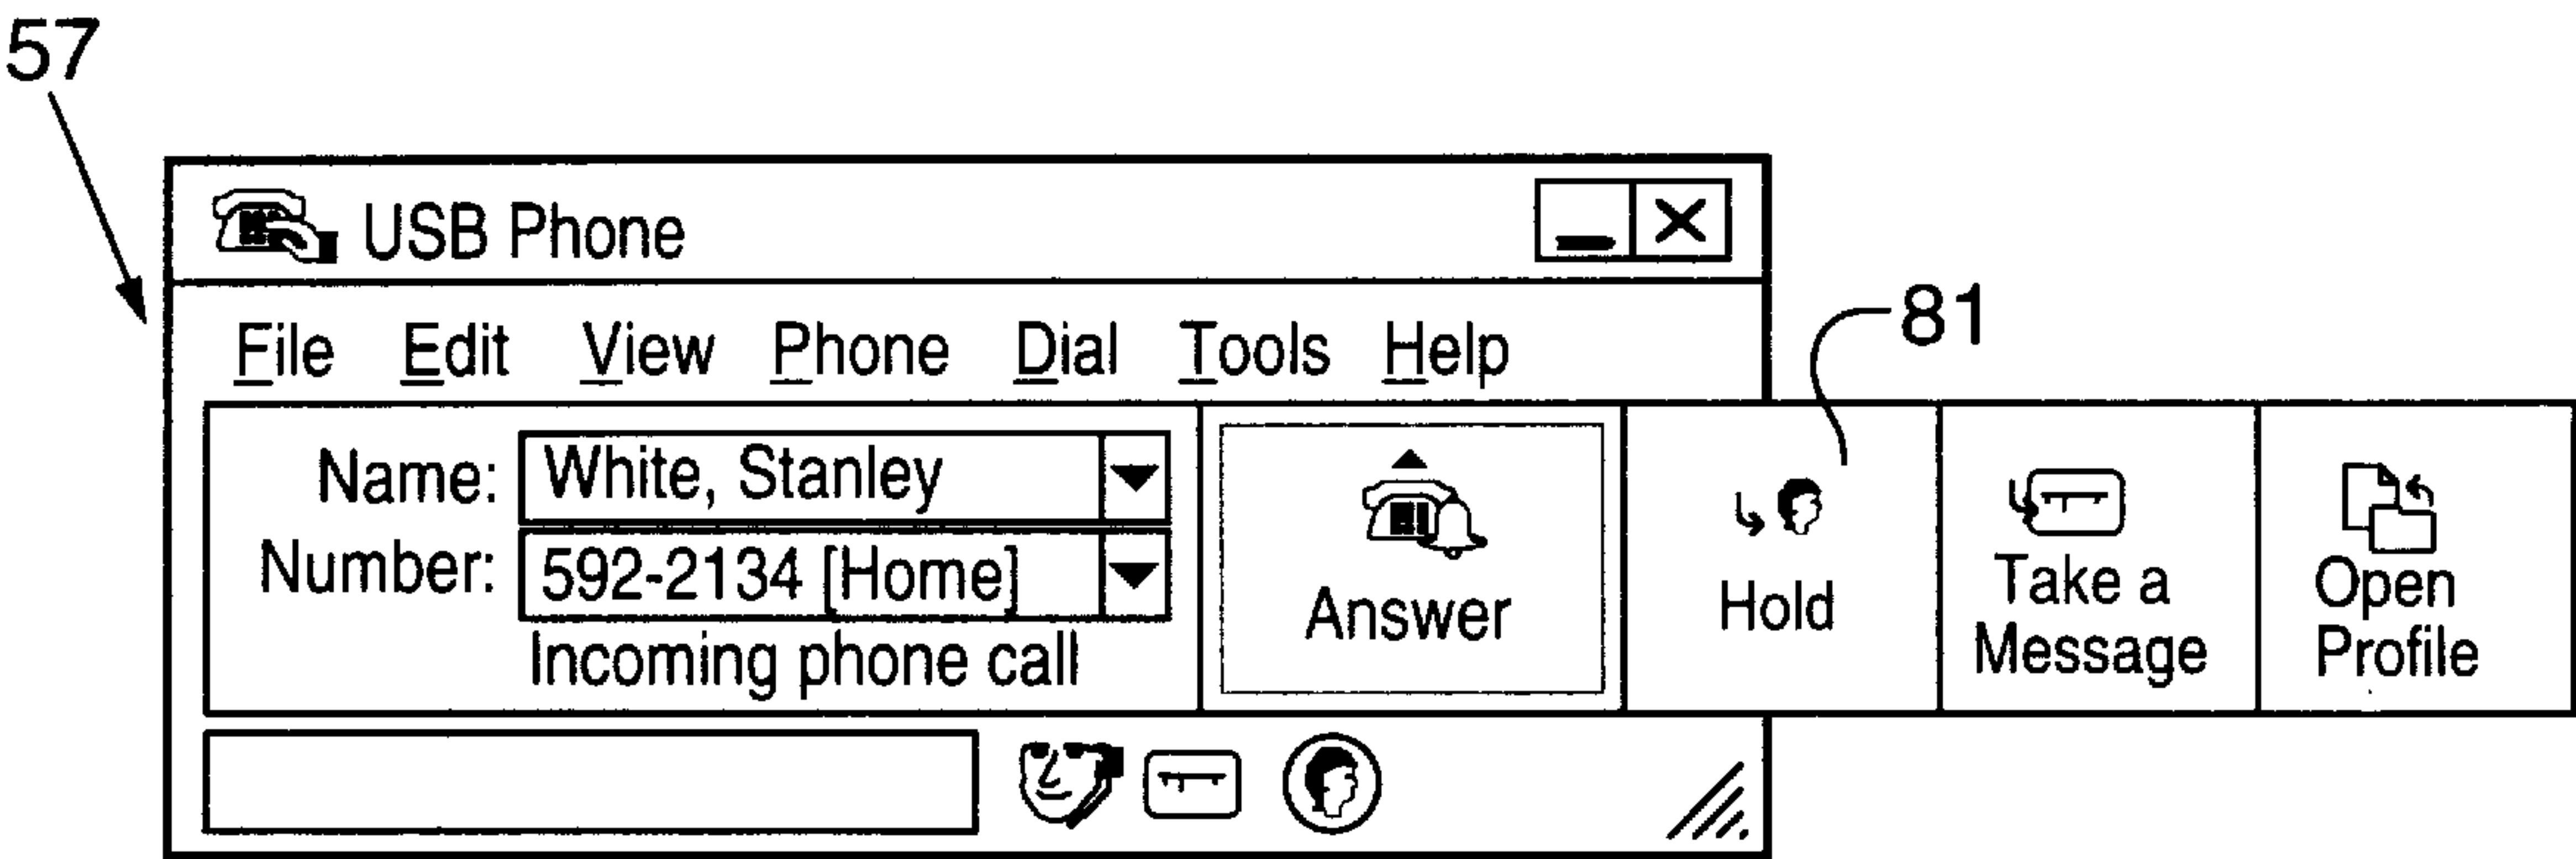 57
USB Phone
File Edit View Phone Dial Tools Help
81
Name: White, Stanley
Number: 592-2134 [Home]
Incoming phone call
Answer
Hold
Take a
Message
Open
Profile